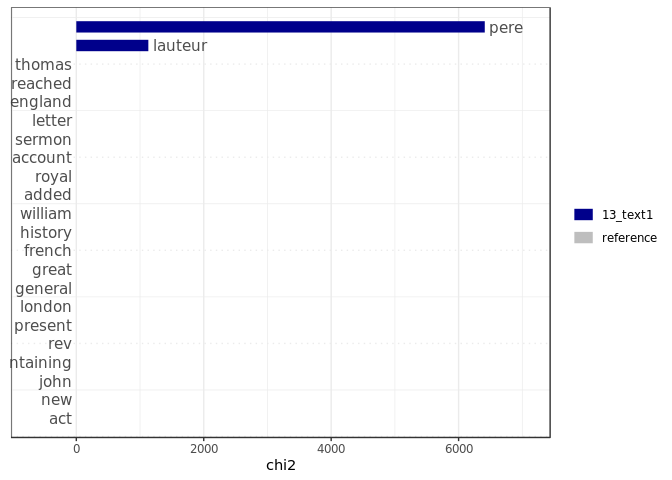 pere
lauteur
thomas
reached
england
letter
sermon
account
royal
added
william
history
french
great
general
london
present
rev
ntaining
john
new
act
0 2000 4000 6000
chi2
13_text1
reference